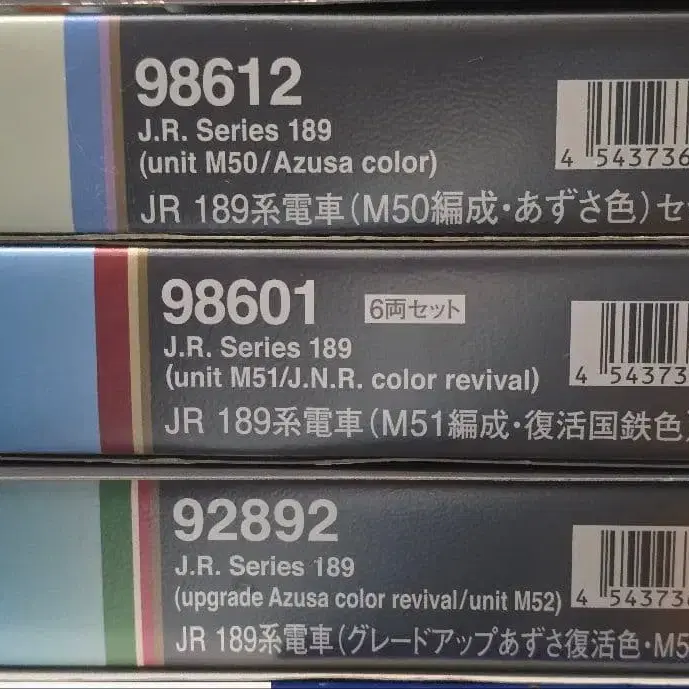 98612
J.R. Series 189
(unit M50/Azusa color)
JR 189系電車(M50編成・あずさ色)セ
4 543736
98601 6両セット
J.R. Series 189
(unit M51/J.N.R. color revival)
JR 189系電車(M51編成・復活国鉄色)
4 54373
92892
J.R. Series 189
(upgrade Azusa color revival/unit M52)
JR 189系電車(グレードアップあずさ復活色・M5
4 54373